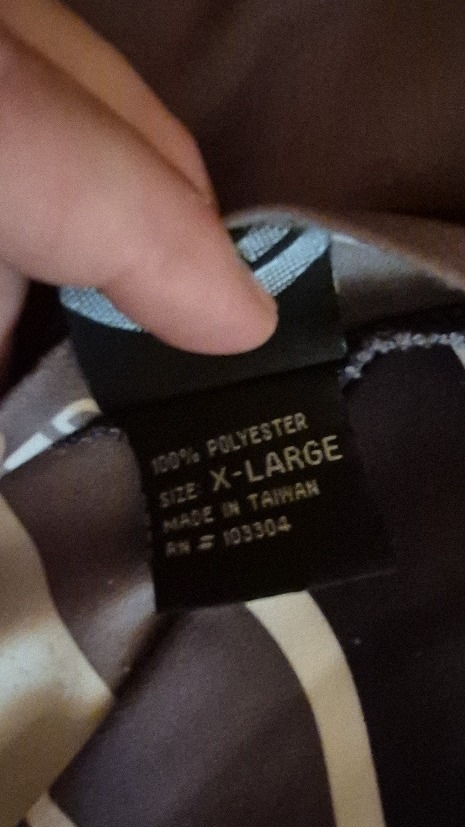 100% POLYESTER
SIZE: X-LARGE
MADE IN TAIWAN
RN = 103304